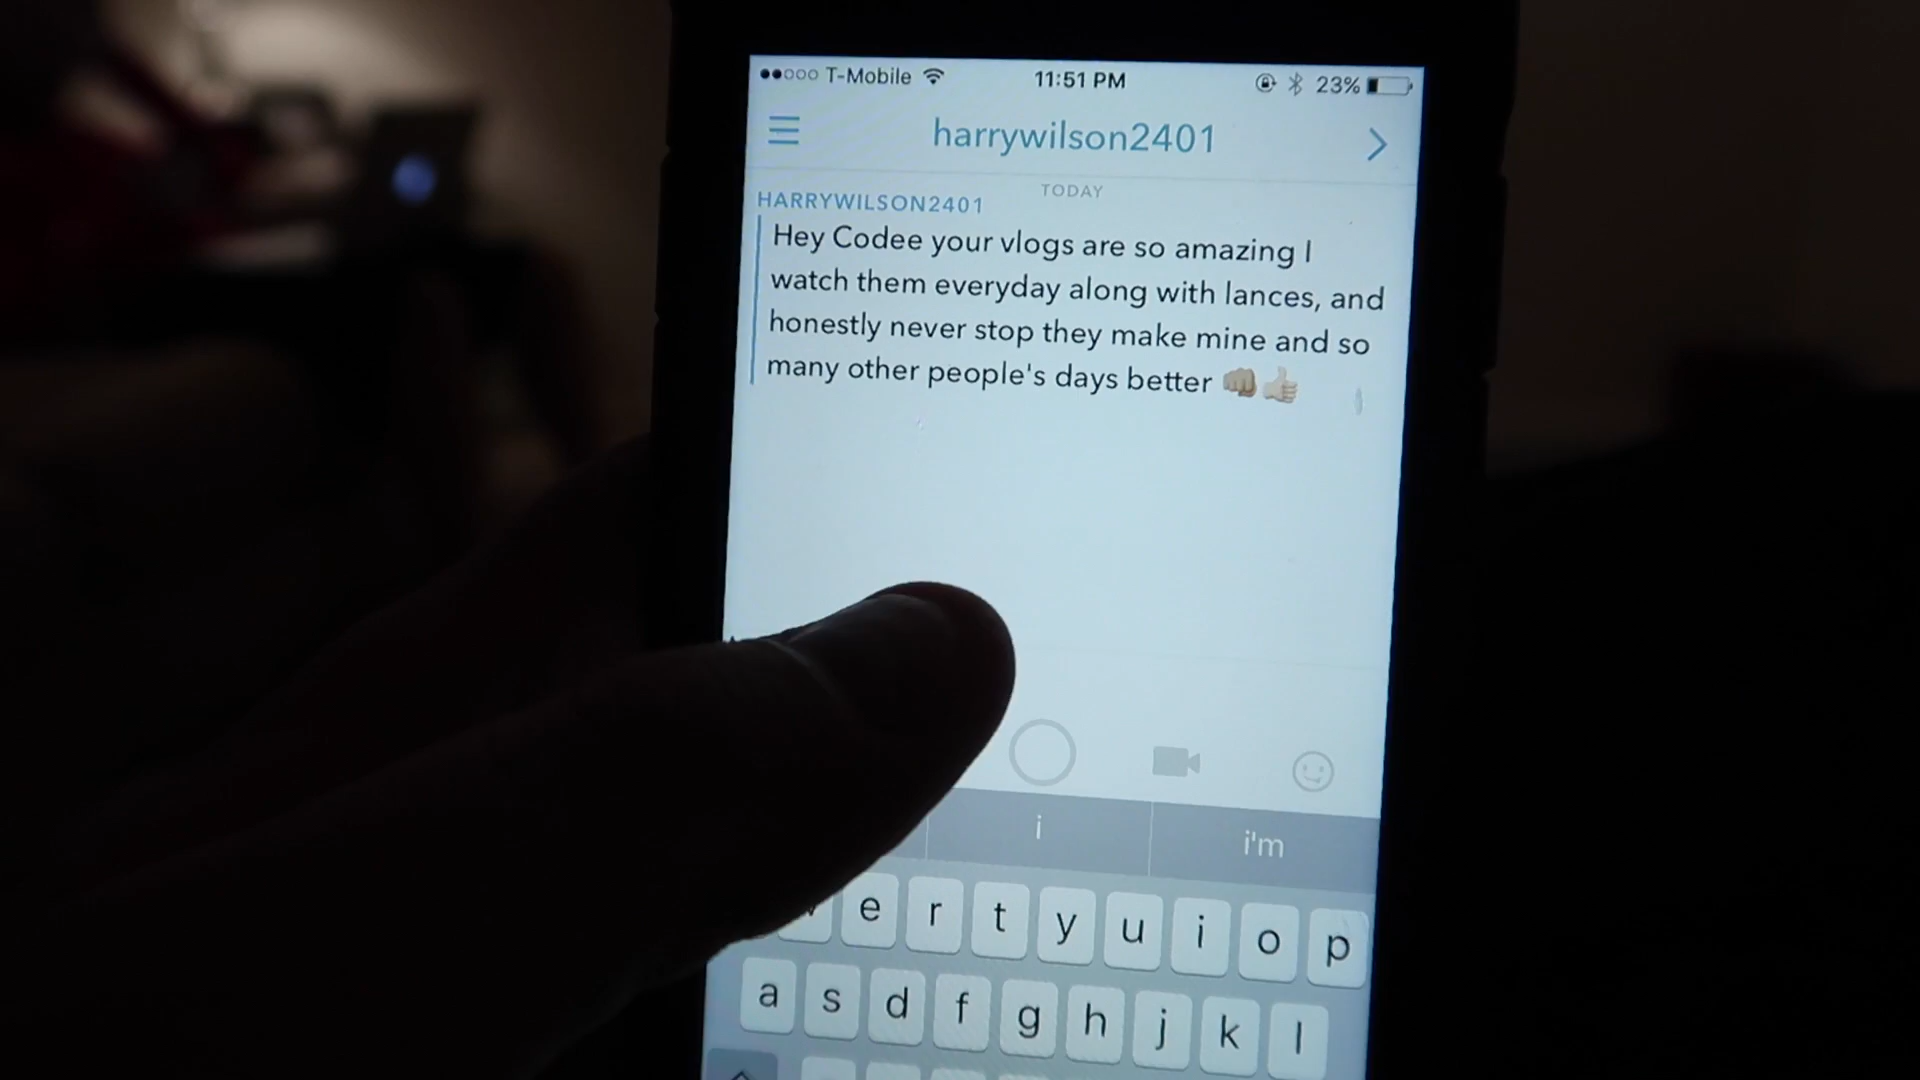 T-Mobile 11:51 PM 23%
harrywilson2401
TODAY
HARRYWILSON2401
Hey Codee your vlogs are so amazing I
watch them everyday along with lances, and
honestly never stop they make mine and so
many other people's days better 👊🏼👍🏻
i i'm
e r t y u i o p
a s d f g h j k l